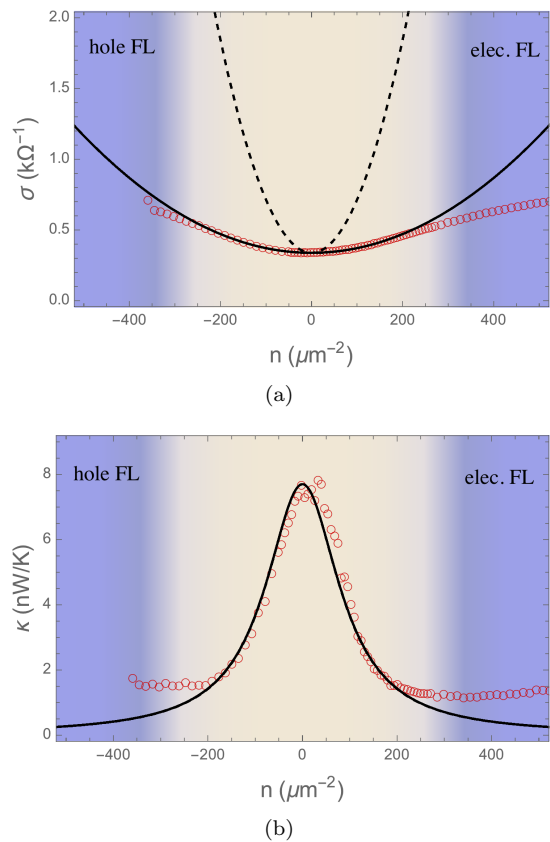 hole FL
elec. FL
2.0
1.5
1.0
0.5
0.0
σ (kΩ⁻¹)
−400 −200 0 200 400
n (μm⁻²)
(a)
hole FL
elec. FL
8
6
4
2
0
κ (nW/K)
−400 −200 0 200 400
n (μm⁻²)
(b)